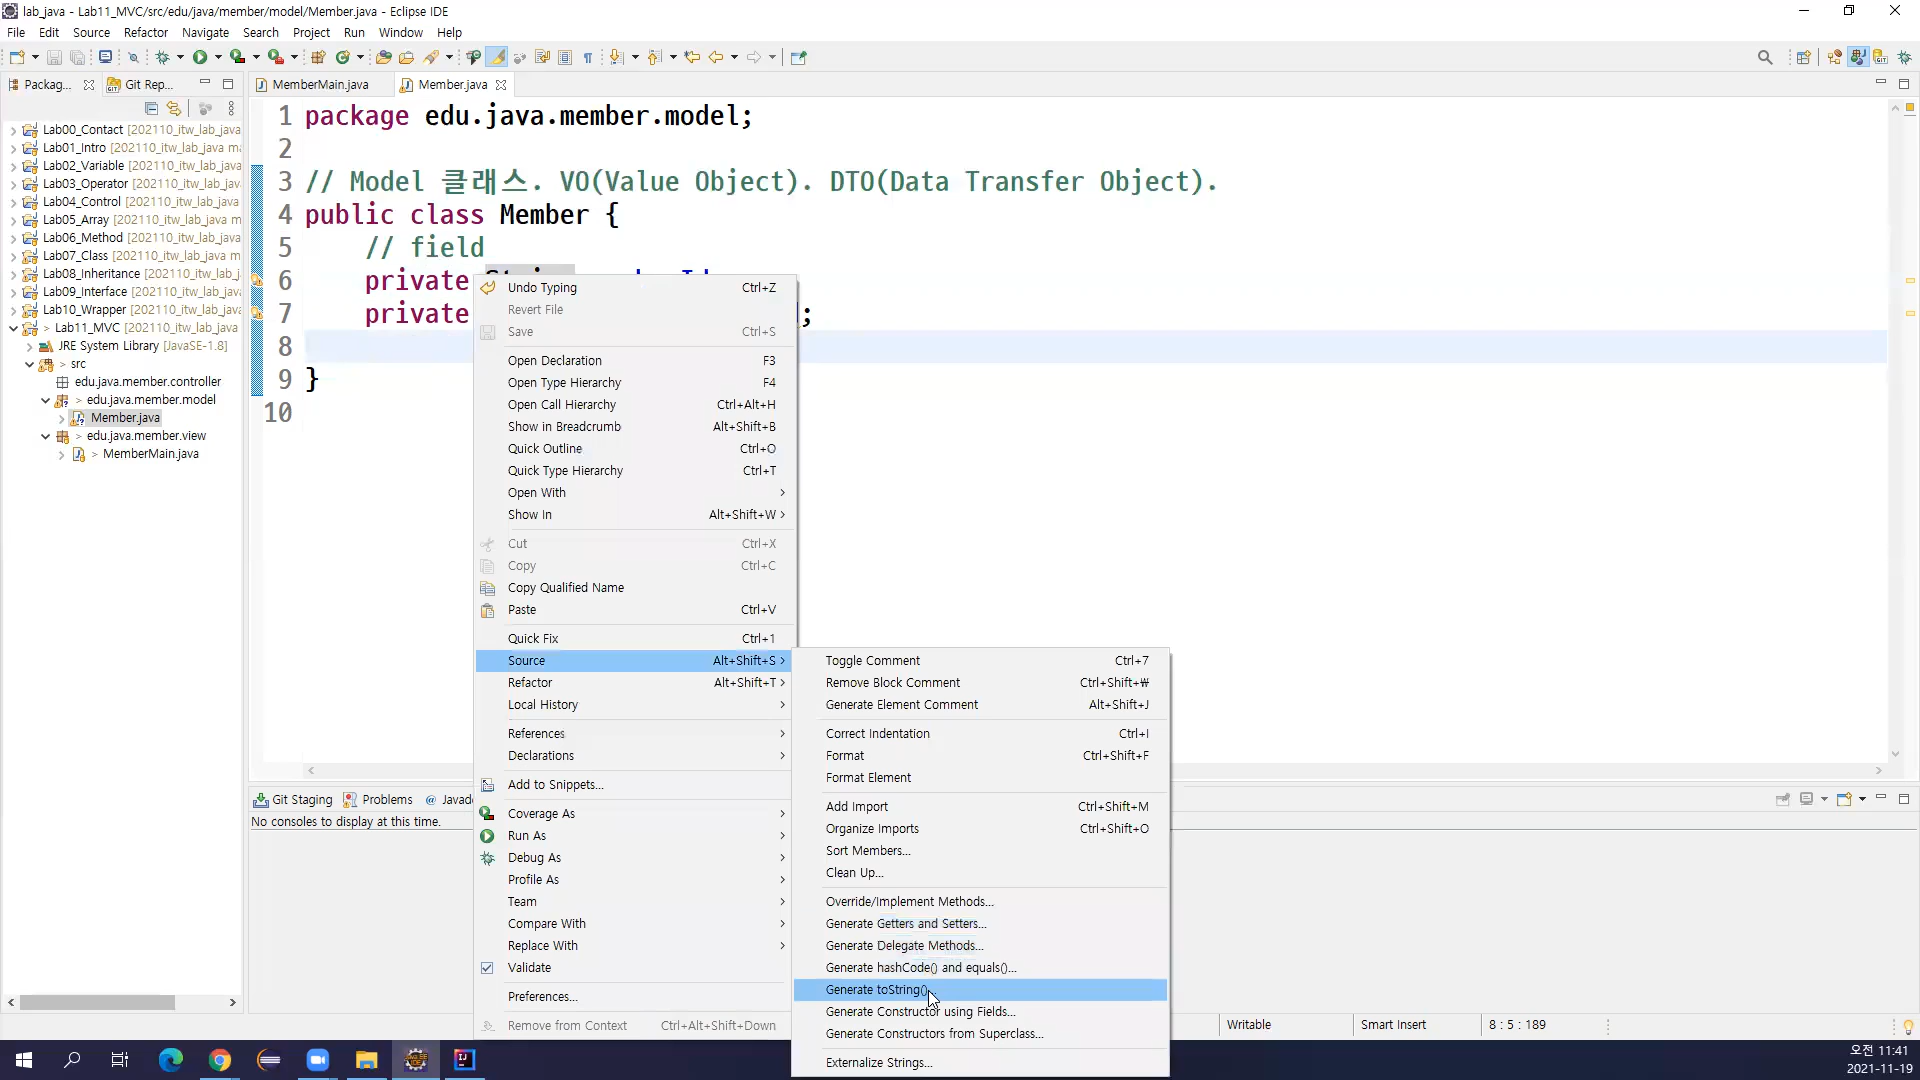 lab_java - Lab11_MVC/src/edu/java/member/model/Member.java - Eclipse IDE
File Edit Source Refactor Navigate Search Project Run Window Help
Packag... Git Rep... MemberMain.java Member.java
Lab00_Contact [202110_itw_lab_java
Lab01_Intro [202110_itw_lab_java ma
Lab02_Variable [202110_itw_lab_java
Lab03_Operator [202110_itw_lab_java
Lab04_Control [202110_itw_lab_java
Lab05_Array [202110_itw_lab_java m
Lab06_Method [202110_itw_lab_java
Lab07_Class [202110_itw_lab_java m
Lab08_Inheritance [202110_itw_lab_j
Lab09_Interface [202110_itw_lab_java
Lab10_Wrapper [202110_itw_lab_java
> Lab11_MVC [202110_itw_lab_java
JRE System Library [JavaSE-1.8]
> src
edu.java.member.controller
> edu.java.member.model
Member.java
> edu.java.member.view
> MemberMain.java
1 package edu.java.member.model;
2
3 // Model 클래스. VO(Value Object). DTO(Data Transfer Object).
4 public class Member {
5 // field
6 private
7 private ;
8
9 }
10
Undo Typing Ctrl+Z
Revert File
Save Ctrl+S
Open Declaration F3
Open Type Hierarchy F4
Open Call Hierarchy Ctrl+Alt+H
Show in Breadcrumb Alt+Shift+B
Quick Outline Ctrl+O
Quick Type Hierarchy Ctrl+T
Open With
Show In Alt+Shift+W
Cut Ctrl+X
Copy Ctrl+C
Copy Qualified Name
Paste Ctrl+V
Quick Fix Ctrl+1
Source Alt+Shift+S
Refactor Alt+Shift+T
Local History
References
Declarations
Add to Snippets...
Coverage As
Run As
Debug As
Profile As
Team
Compare With
Replace With
Validate
Preferences...
Remove from Context Ctrl+Alt+Shift+Down
Toggle Comment Ctrl+7
Remove Block Comment Ctrl+Shift+₩
Generate Element Comment Alt+Shift+J
Correct Indentation Ctrl+I
Format Ctrl+Shift+F
Format Element
Add Import Ctrl+Shift+M
Organize Imports Ctrl+Shift+O
Sort Members...
Clean Up...
Override/Implement Methods...
Generate Getters and Setters...
Generate Delegate Methods...
Generate hashCode() and equals()...
Generate toString()...
Generate Constructor using Fields...
Generate Constructors from Superclass...
Externalize Strings...
Git Staging Problems @ Javad
No consoles to display at this time.
Writable Smart Insert 8 : 5 : 189
오전 11:41
2021-11-19